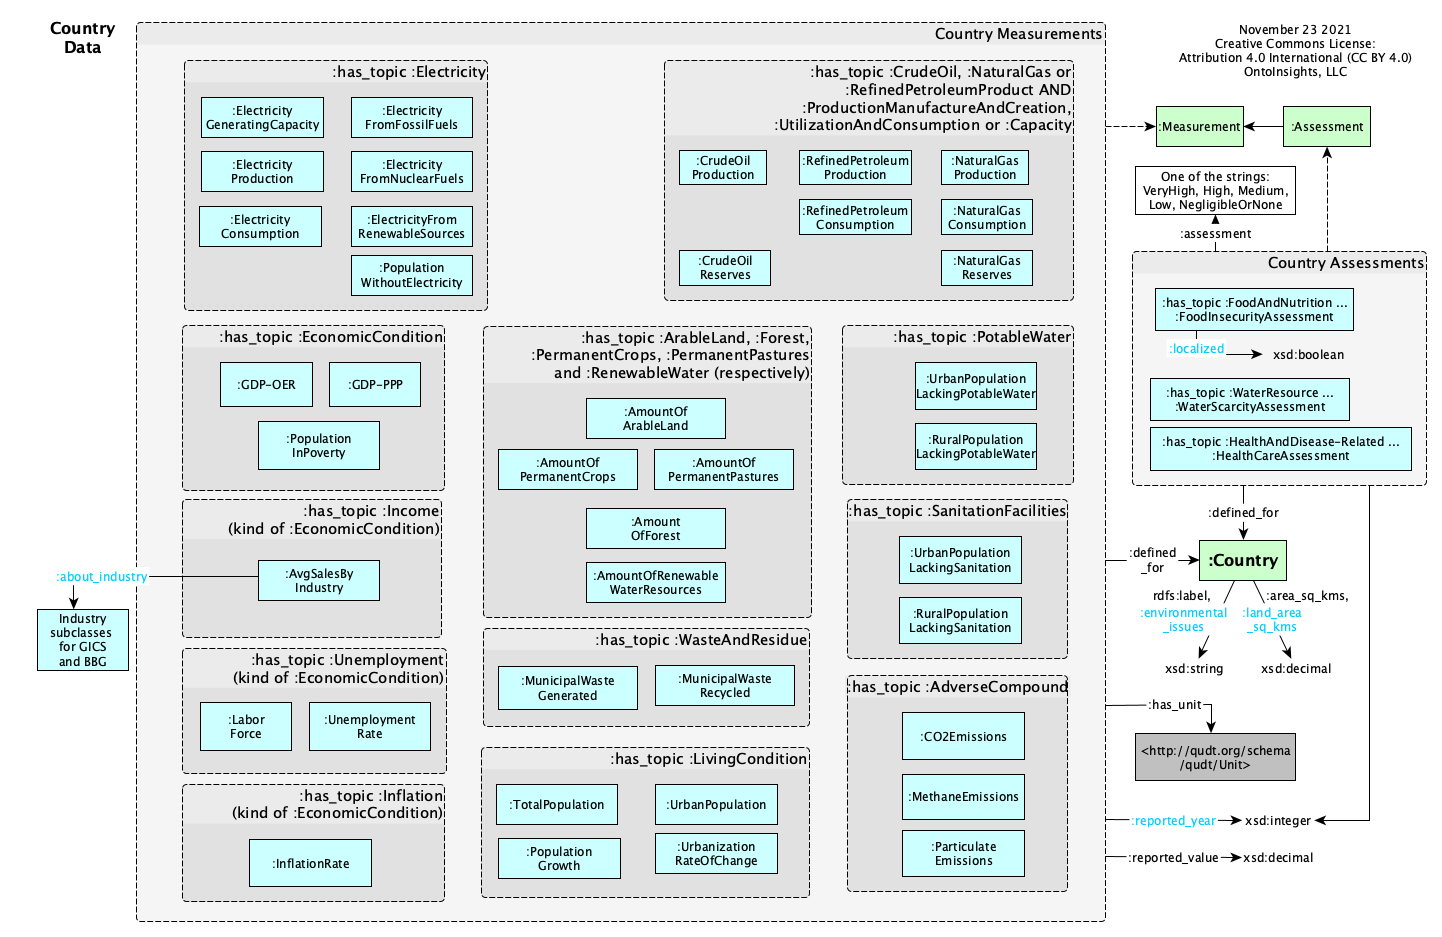 Country
Data
Country Measurements
November 23 2021
Creative Commons License:
Attribution 4.0 International (CC BY 4.0)
OntoInsights, LLC
:has_topic :Electricity
:Electricity
GeneratingCapacity
:Electricity
FromFossilFuels
:Electricity
Production
:Electricity
FromNuclearFuels
:Electricity
Consumption
:ElectricityFrom
RenewableSources
:Population
WithoutElectricity
:has_topic :CrudeOil, :NaturalGas or
:RefinedPetroleumProduct AND
:ProductionManufactureAndCreation,
:UtilizationAndConsumption or :Capacity
:CrudeOil
Production
:RefinedPetroleum
Production
:NaturalGas
Production
:RefinedPetroleum
Consumption
:NaturalGas
Consumption
:CrudeOil
Reserves
:NaturalGas
Reserves
:Measurement
:Assessment
One of the strings:
VeryHigh, High, Medium,
Low, NegligibleOrNone
:assessment
Country Assessments
:has_topic :FoodAndNutrition ...
:FoodInsecurityAssessment
:localized
xsd:boolean
:has_topic :WaterResource ...
:WaterScarcityAssessment
:has_topic :HealthAndDisease-Related ...
:HealthCareAssessment
:has_topic :EconomicCondition
:GDP-OER
:GDP-PPP
:Population
InPoverty
:has_topic :ArableLand, :Forest,
:PermanentCrops, :PermanentPastures
and :RenewableWater (respectively)
:AmountOf
ArableLand
:AmountOf
PermanentCrops
:AmountOf
PermanentPastures
:Amount
OfForest
:AmountOfRenewable
WaterResources
:has_topic :PotableWater
:UrbanPopulation
LackingPotableWater
:RuralPopulation
LackingPotableWater
:has_topic :Income
(kind of :EconomicCondition)
:AvgSalesBy
Industry
:about_industry
Industry
subclasses
for GICS
and BBG
:has_topic :SanitationFacilities
:UrbanPopulation
LackingSanitation
:RuralPopulation
LackingSanitation
:defined_for
:defined
_for
:Country
rdfs:label,
:environmental
_issues
xsd:string
:area_sq_kms,
:land_area
_sq_kms
xsd:decimal
:has_topic :Unemployment
(kind of :EconomicCondition)
:Labor
Force
:Unemployment
Rate
:has_topic :WasteAndResidue
:MunicipalWaste
Generated
:MunicipalWaste
Recycled
:has_topic :AdverseCompound
:CO2Emissions
:MethaneEmissions
:Particulate
Emissions
:has_unit
<http://qudt.org/schema
/qudt/Unit>
:has_topic :Inflation
(kind of :EconomicCondition)
:InflationRate
:has_topic :LivingCondition
:TotalPopulation
:UrbanPopulation
:Population
Growth
:Urbanization
RateOfChange
:reported_year
xsd:integer
:reported_value
xsd:decimal